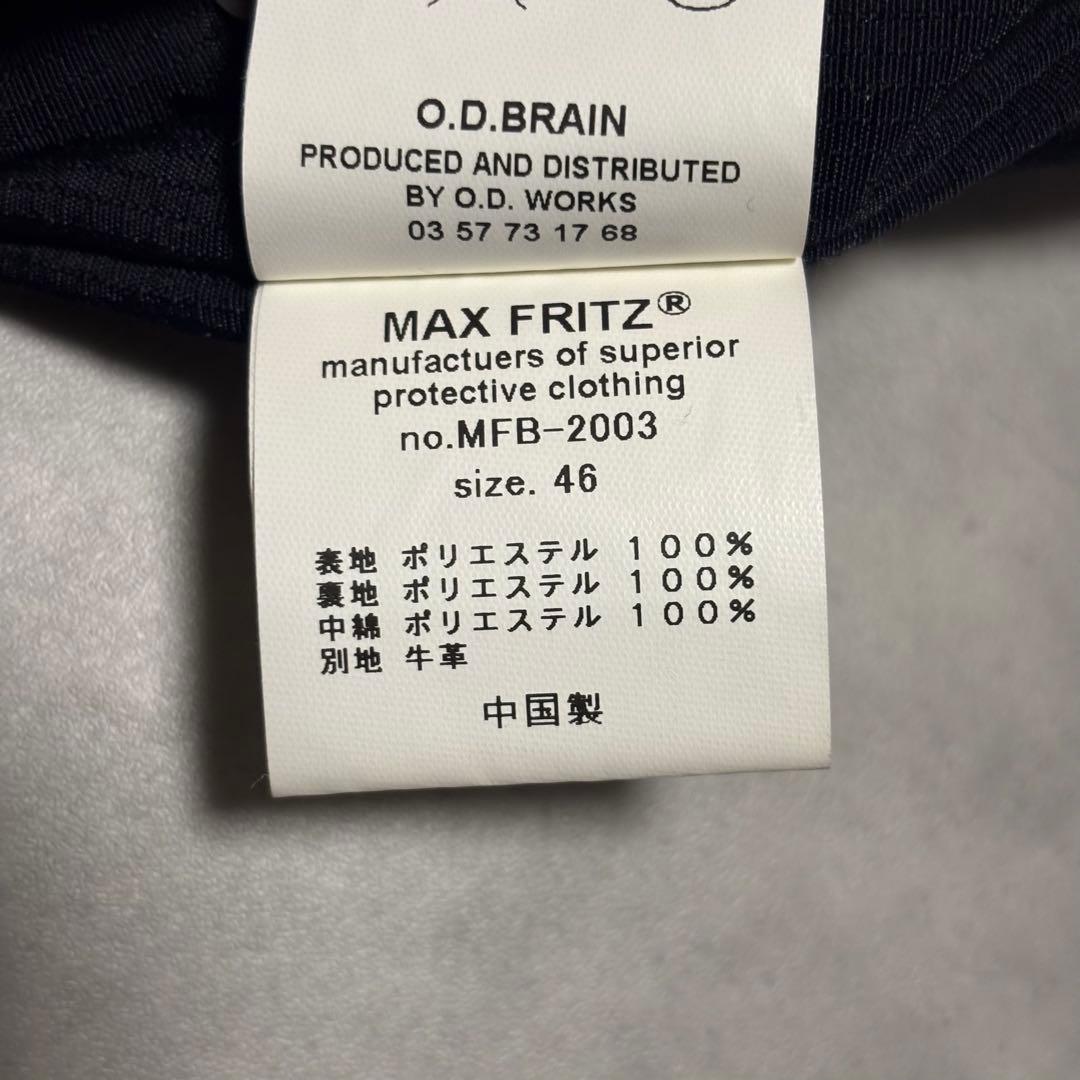 O.D.BRAIN
PRODUCED AND DISTRIBUTED
BY O.D. WORKS
03 57 73 17 68
MAX FRITZ®
manufactuers of superior
protective clothing
no.MFB-2003
size. 46
表地 ポリエステル 100%
裏地 ポリエステル 100%
中綿 ポリエステル 100%
別地 牛革
中国製